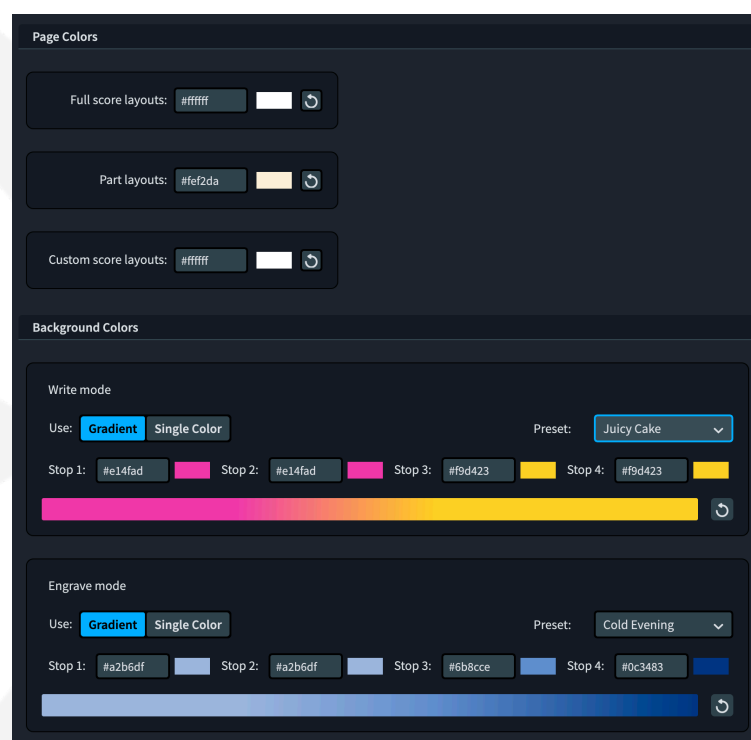 Page Colors
Full score layouts: #ffffff
Part layouts: #fef2da
Custom score layouts: #ffffff
Background Colors
Write mode
Use: Gradient Single Color Preset: Juicy Cake
Stop 1: #e14fad Stop 2: #e14fad Stop 3: #f9d423 Stop 4: #f9d423
Engrave mode
Use: Gradient Single Color Preset: Cold Evening
Stop 1: #a2b6df Stop 2: #a2b6df Stop 3: #6b8cce Stop 4: #0c3483